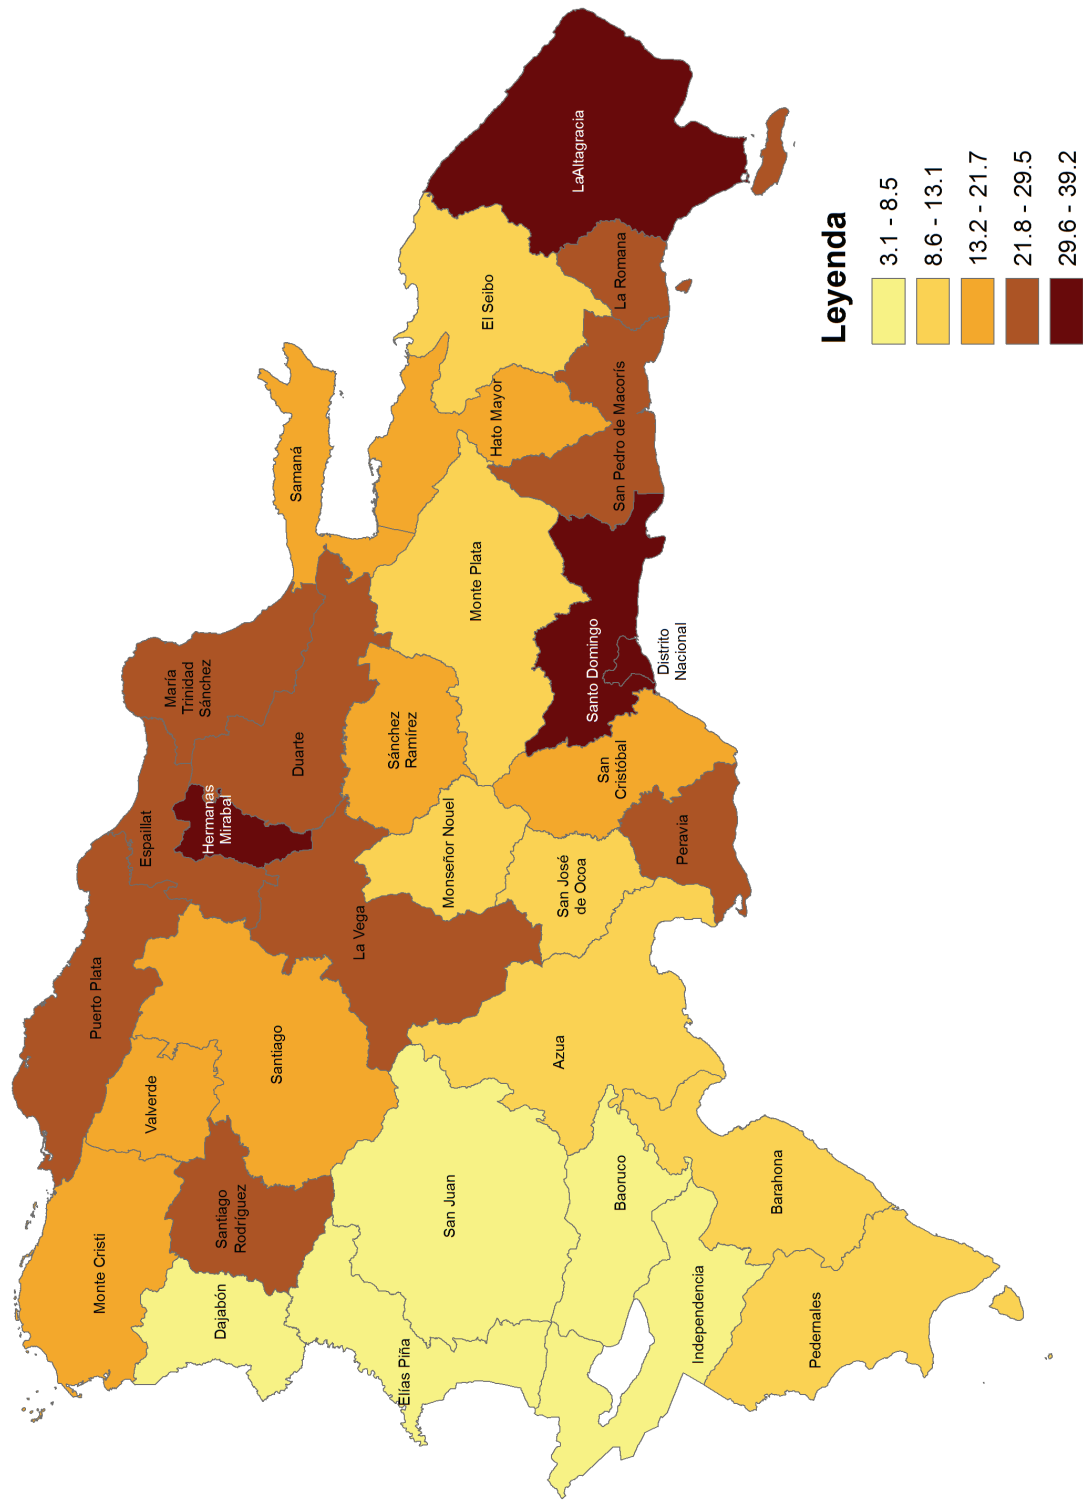 Puerto Plata
Monte Cristi
Valverde
Espaillat
María
Trinidad
Sánchez
Hermanas
Mirabal
Santiago
Rodríguez
Santiago
Dajabón
Duarte
Samaná
La Vega
Sánchez
Ramírez
Elías Piña
San Juan
Monseñor Nouel
Monte Plata
Hato Mayor
El Seibo
LaAltagracia
Azua
San José
de Ocoa
San
Cristóbal
Santo Domingo
San Pedro de Macorís
La Romana
Baoruco
Peravia
Distrito
Nacional
Independencia
Barahona
Pedernales
Leyenda
3.1 - 8.5
8.6 - 13.1
13.2 - 21.7
21.8 - 29.5
29.6 - 39.2